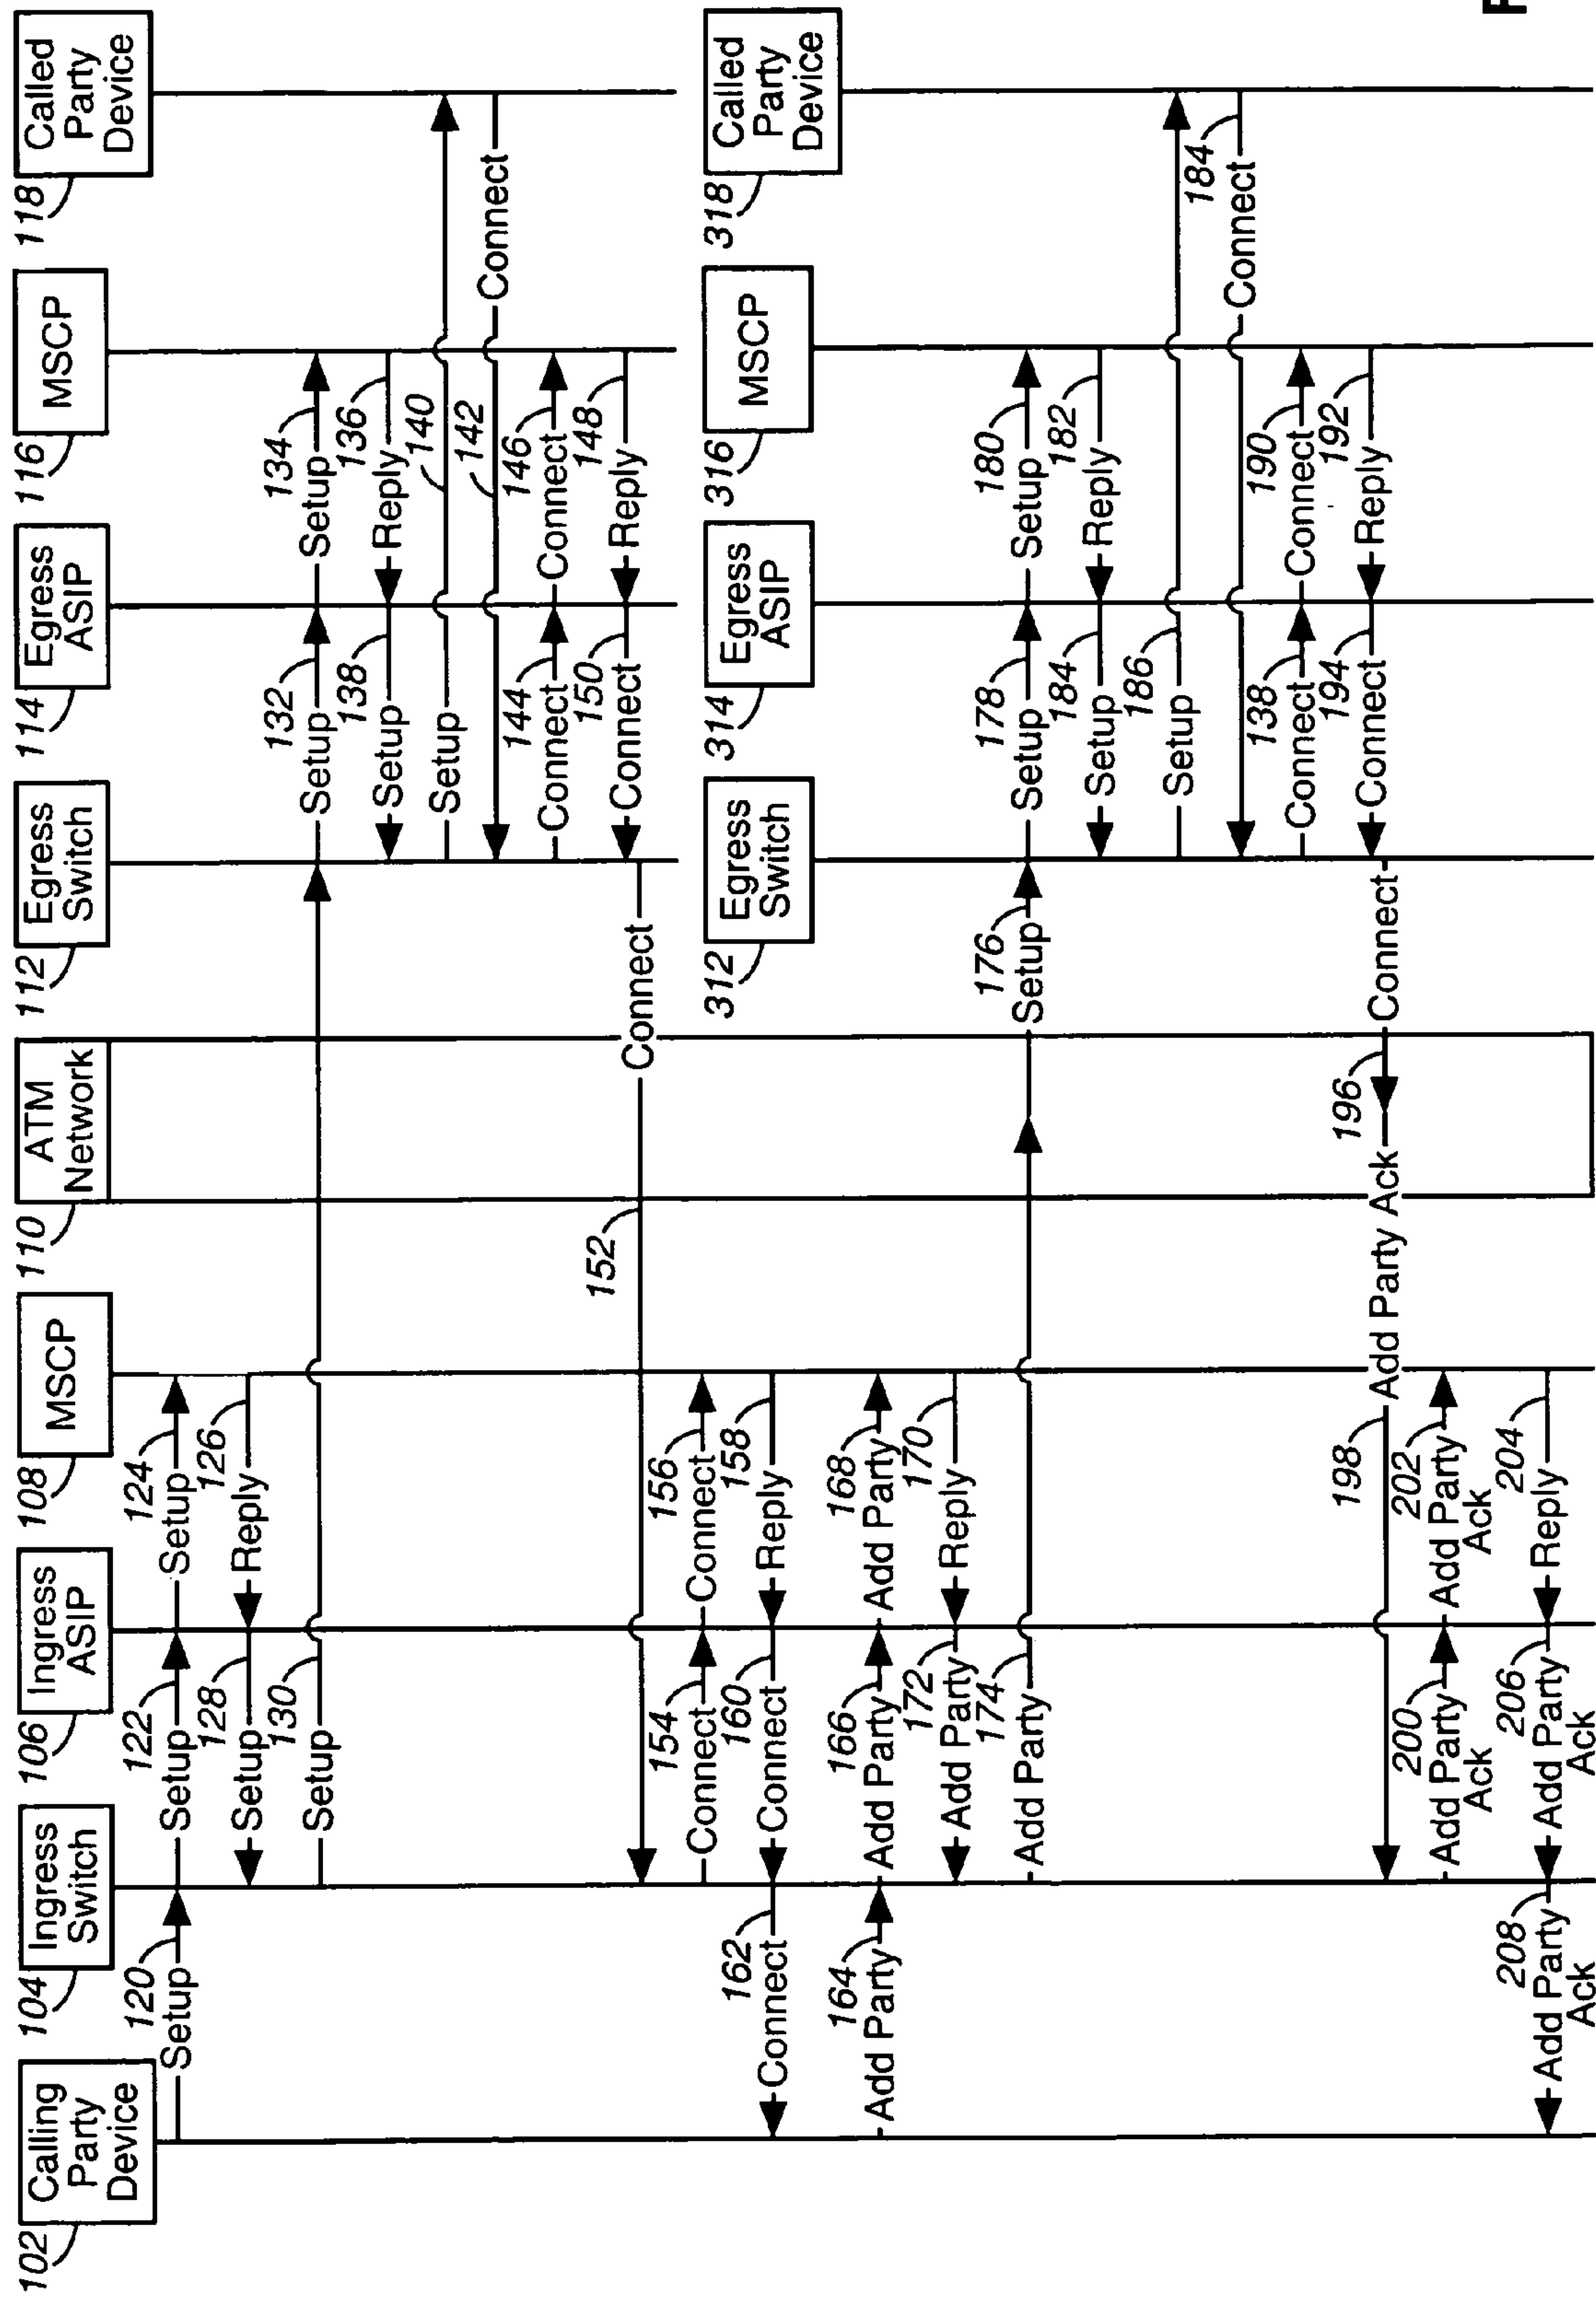 102
Calling
Party
Device
104
Ingress
Switch
106
Ingress
ASIP
108
MSCP
110
ATM
Network
112
Egress
Switch
114
Egress
ASIP
116
MSCP
118
Called
Party
Device
120
Setup
122
Setup
124
Setup
126
Reply
128
Setup
130
Setup
132
Setup
134
Setup
136
Reply
138
Setup
140
Setup
142
Connect
144
Connect
146
Connect
148
Reply
150
Connect
152
Connect
154
Connect
156
Connect
158
Reply
160
Connect
162
Connect
312
Egress
Switch
314
Egress
ASIP
316
MSCP
318
Called
Party
Device
164
Add Party
166
Add Party
168
Add Party
170
Reply
172
Add Party
174
Add Party
176
Setup
178
Setup
180
Setup
182
Reply
184
Setup
186
Setup
184
Connect
138
Connect
190
Connect
192
Reply
194
Connect
196
Connect
198
Add Party Ack
200
Add Party
Ack
202
Add Party
Ack
204
Reply
206
Add Party
Ack
208
Add Party
Ack